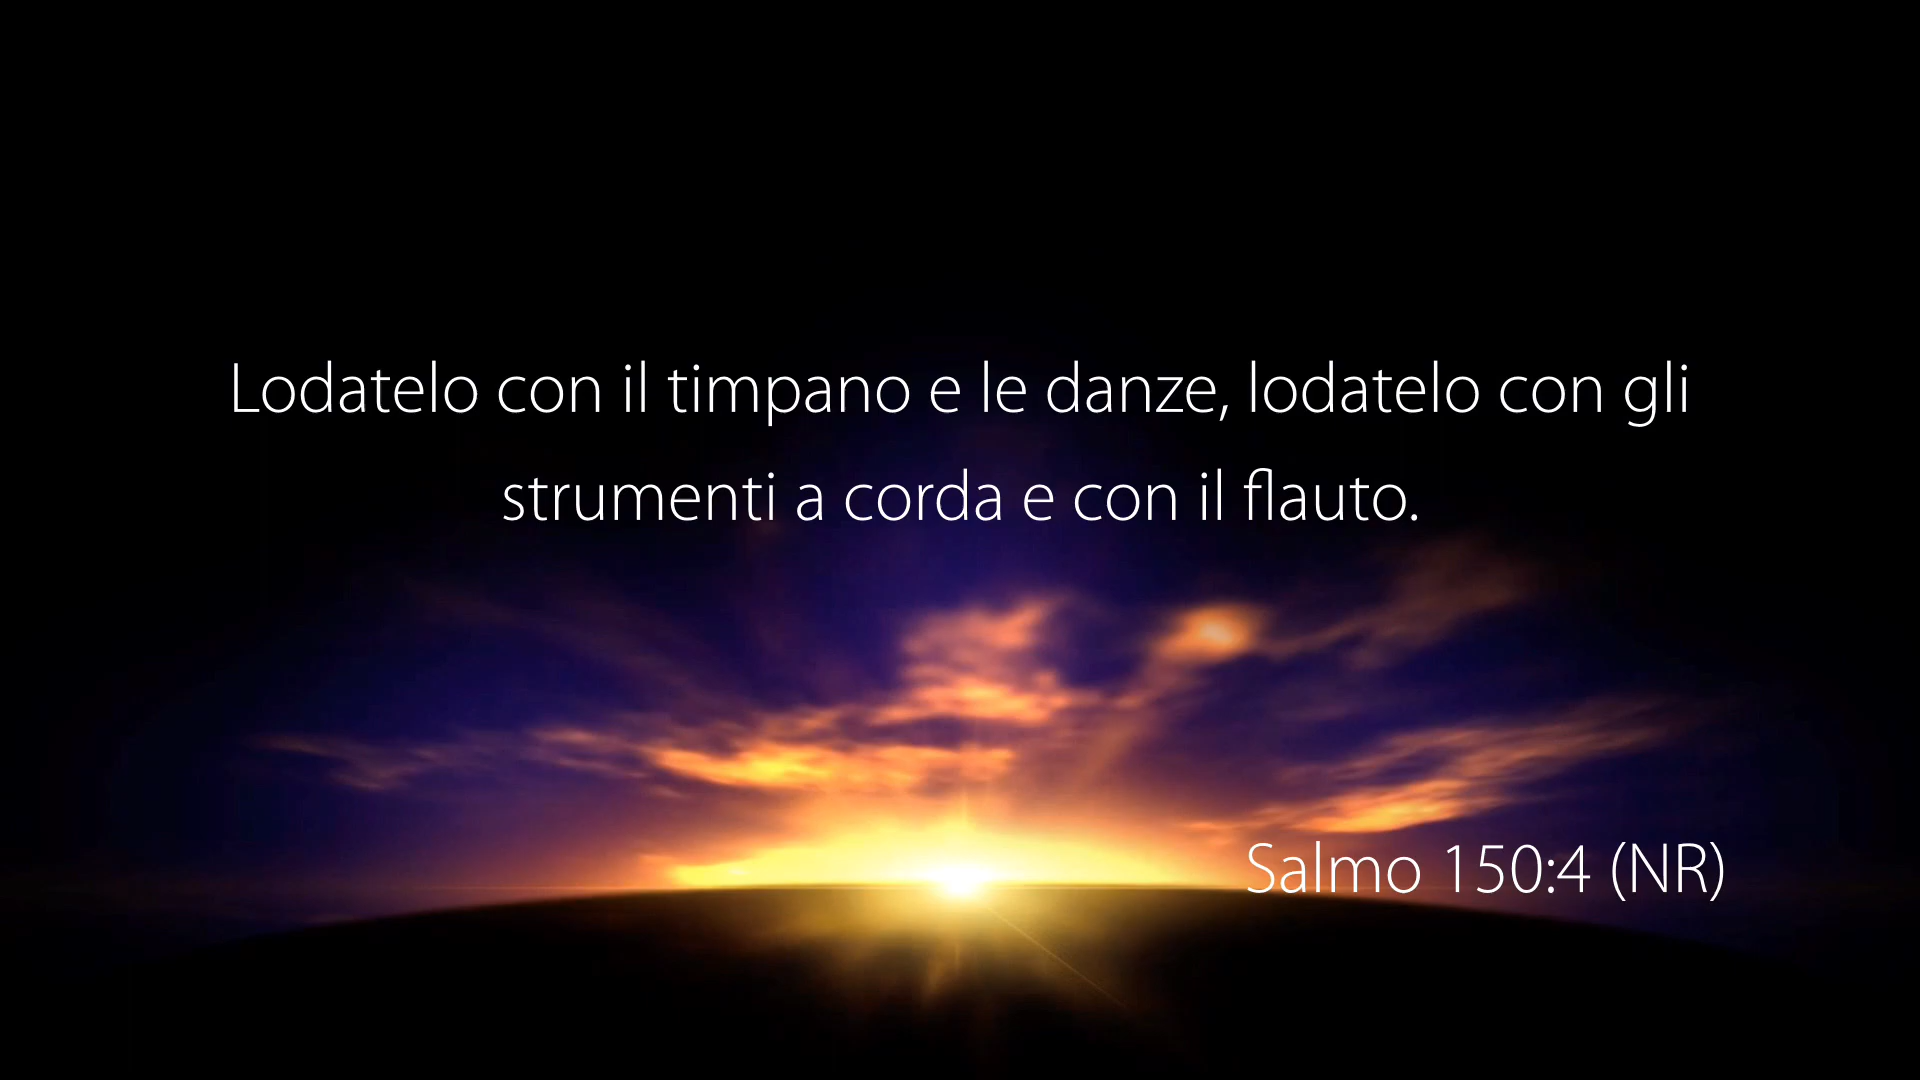 Lodatelo con il timpano e le danze, lodatelo con gli
strumenti a corda e con il flauto.
Salmo 150:4 (NR)